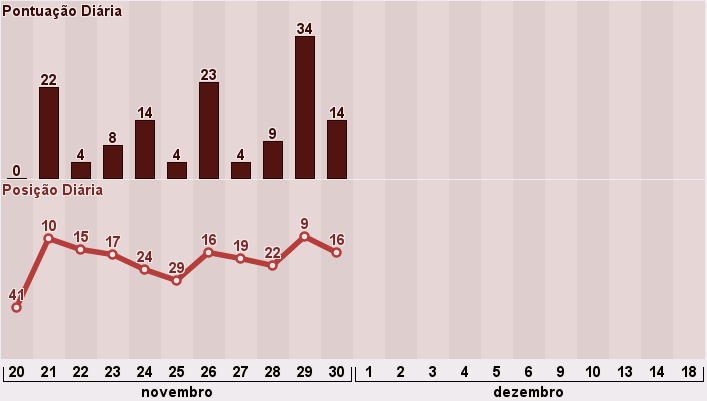 Pontuação Diária
0 22 4 8 14 4 23 4 9 34 14
Posição Diária
41 10 15 17 24 29 16 19 22 9 16
20 21 22 23 24 25 26 27 28 29 30 1 2 3 4 5 6 9 10 13 14 18
novembro dezembro